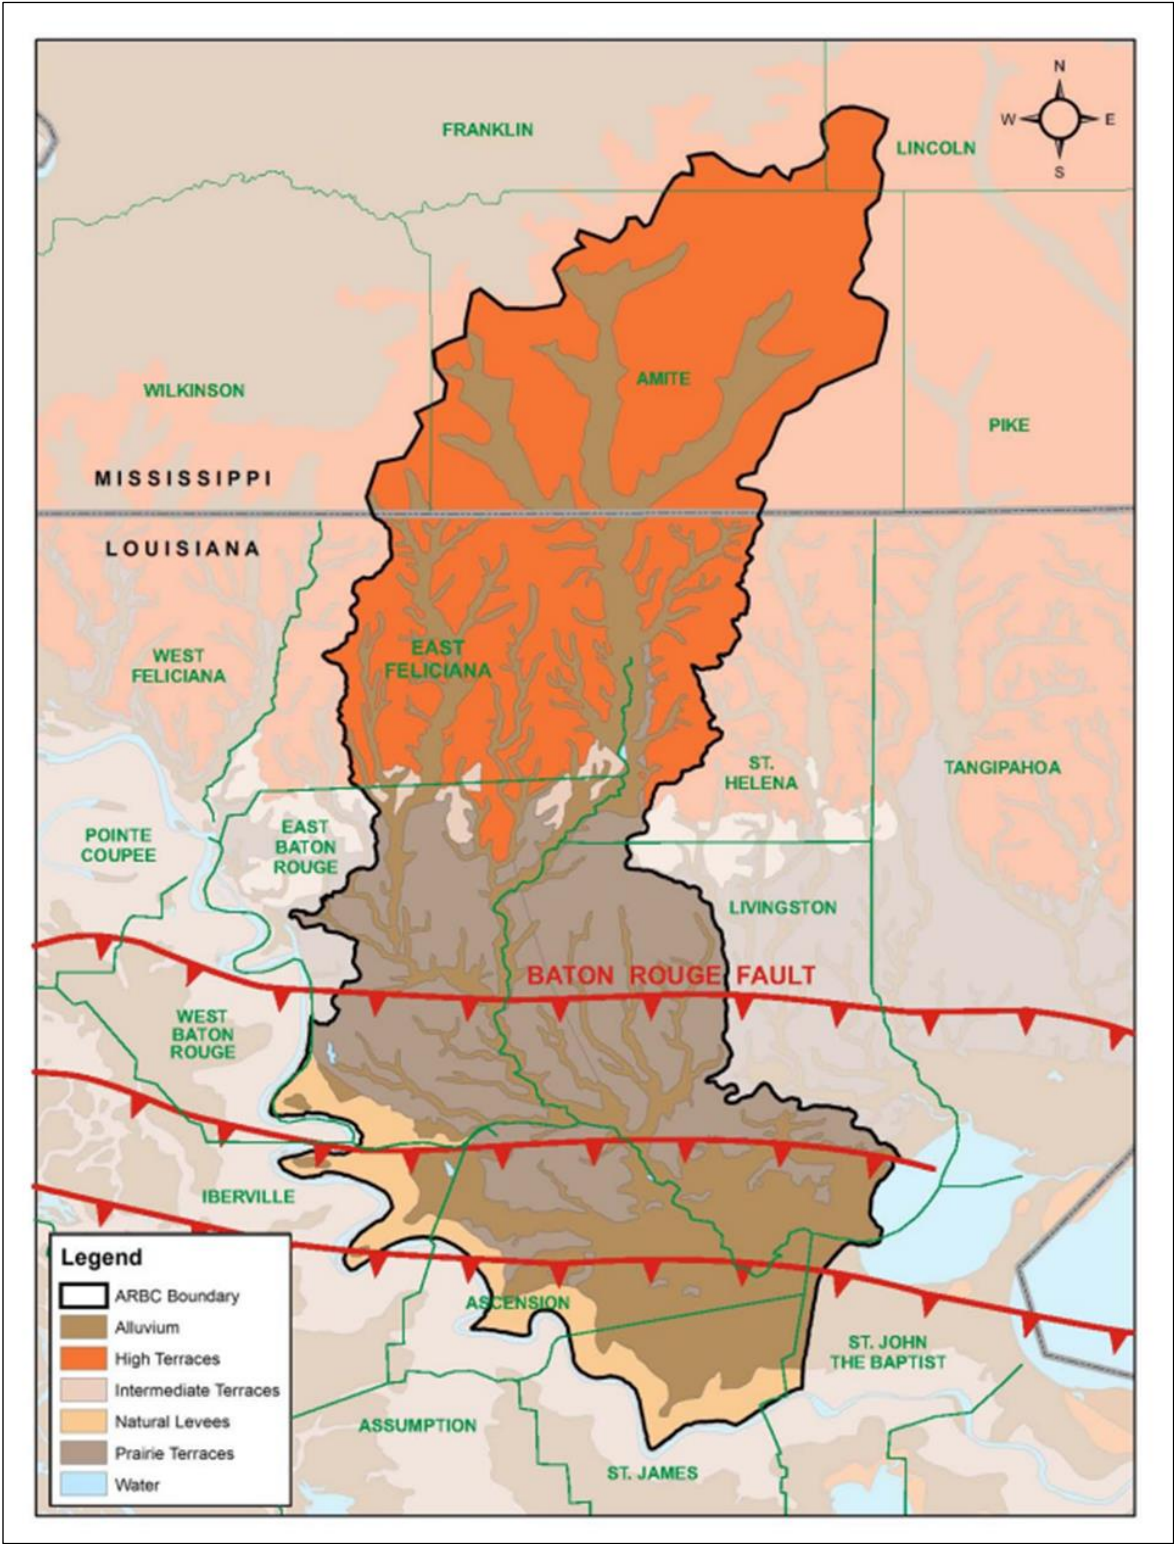 N
W E
S
FRANKLIN
LINCOLN
WILKINSON
AMITE
PIKE
MISSISSIPPI
LOUISIANA
WEST
FELICIANA
EAST
FELICIANA
ST.
HELENA
TANGIPAHOA
POINTE
COUPEE
EAST
BATON
ROUGE
LIVINGSTON
BATON ROUGE FAULT
WEST
BATON
ROUGE
IBERVILLE
ASCENSION
ST. JOHN
THE BAPTIST
ASSUMPTION
ST. JAMES
Legend
ARBC Boundary
Alluvium
High Terraces
Intermediate Terraces
Natural Levees
Prairie Terraces
Water